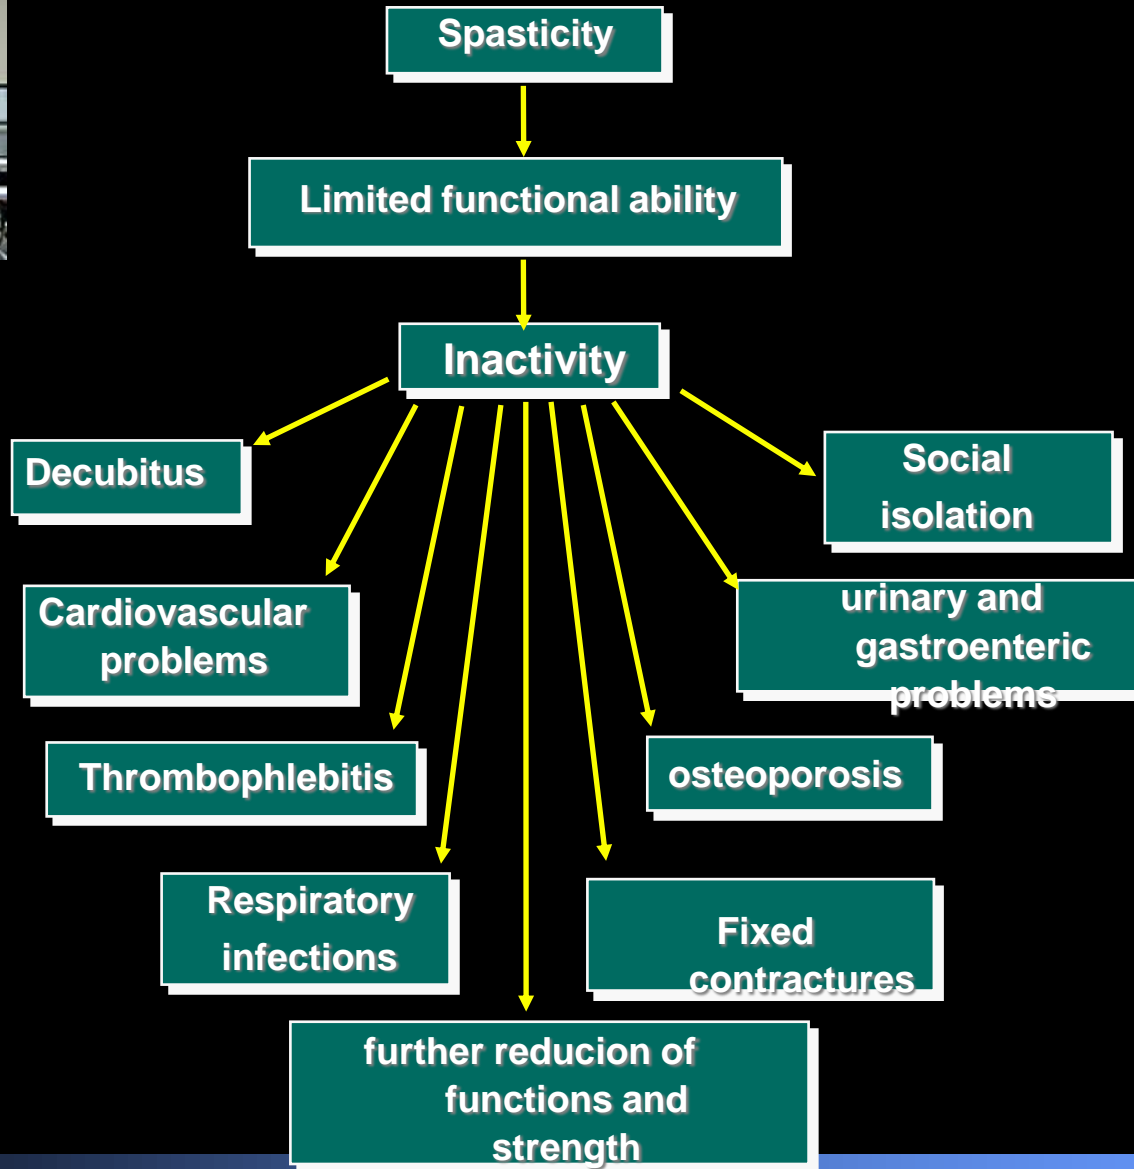 Spasticity
Limited functional ability
Inactivity
Decubitus
Social
isolation
Cardiovascular
problems
urinary and
gastroenteric
problems
Thrombophlebitis
osteoporosis
Respiratory
infections
Fixed
contractures
further reducion of
functions and
strength